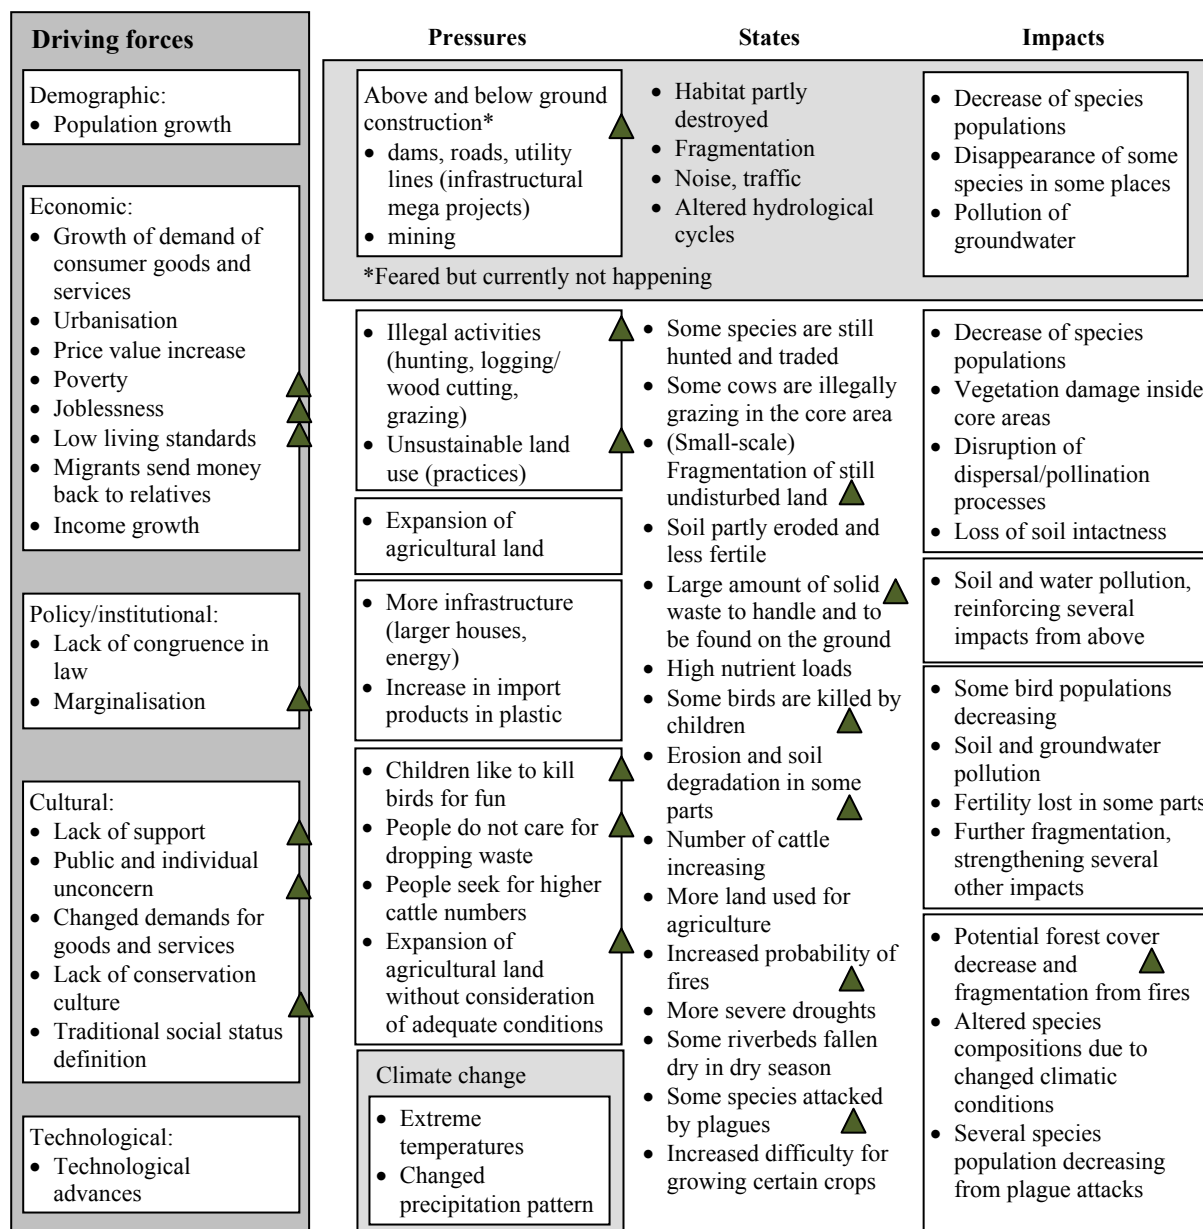 Driving forces
Demographic:
• Population growth
Economic:
• Growth of demand of
consumer goods and
services
• Urbanisation
• Price value increase
• Poverty
• Joblessness
• Low living standards
• Migrants send money
back to relatives
• Income growth
Policy/institutional:
• Lack of congruence in
law
• Marginalisation
Cultural:
• Lack of support
• Public and individual
unconcern
• Changed demands for
goods and services
• Lack of conservation
culture
• Traditional social status
definition
Technological:
• Technological
advances
Pressures
Above and below ground
construction*
• dams, roads, utility
lines (infrastructural
mega projects)
• mining
*Feared but currently not happening
• Illegal activities
(hunting, logging/
wood cutting,
grazing)
• Unsustainable land
use (practices)
• Expansion of
agricultural land
• More infrastructure
(larger houses,
energy)
• Increase in import
products in plastic
• Children like to kill
birds for fun
• People do not care for
dropping waste
• People seek for higher
cattle numbers
• Expansion of
agricultural land
without consideration
of adequate conditions
Climate change
• Extreme
temperatures
• Changed
precipitation pattern
States
• Habitat partly
destroyed
• Fragmentation
• Noise, traffic
• Altered hydrological
cycles
• Some species are still
hunted and traded
• Some cows are illegally
grazing in the core area
• (Small-scale)
Fragmentation of still
undisturbed land
• Soil partly eroded and
less fertile
• Large amount of solid
waste to handle and to
be found on the ground
• High nutrient loads
• Some birds are killed by
children
• Erosion and soil
degradation in some
parts
• Number of cattle
increasing
• More land used for
agriculture
• Increased probability of
fires
• More severe droughts
• Some riverbeds fallen
dry in dry season
• Some species attacked
by plagues
• Increased difficulty for
growing certain crops
Impacts
• Decrease of species
populations
• Disappearance of some
species in some places
• Pollution of
groundwater
• Decrease of species
populations
• Vegetation damage inside
core areas
• Disruption of
dispersal/pollination
processes
• Loss of soil intactness
• Soil and water pollution,
reinforcing several
impacts from above
• Some bird populations
decreasing
• Soil and groundwater
pollution
• Fertility lost in some parts
• Further fragmentation,
strengthening several
other impacts
• Potential forest cover
decrease and
fragmentation from fires
• Altered species
compositions due to
changed climatic
conditions
• Several species
population decreasing
from plague attacks